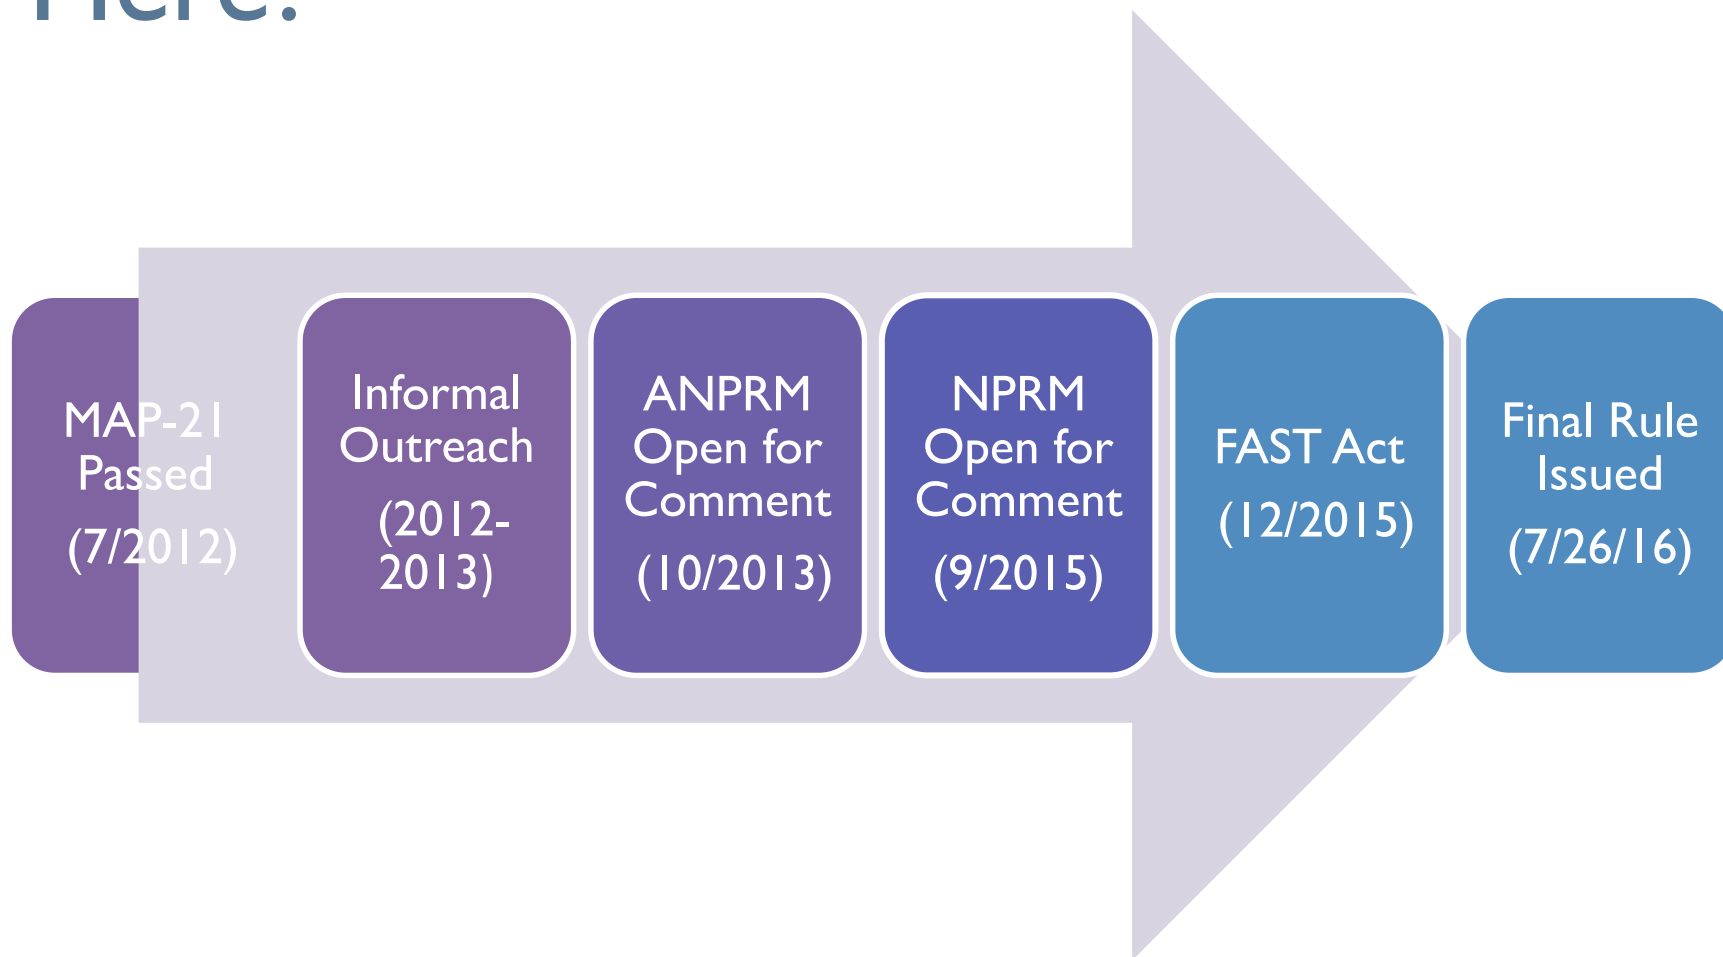 Here?
MAP-21
Passed
(7/2012)
Informal
Outreach
(2012-
2013)
ANPRM
Open for
Comment
(10/2013)
NPRM
Open for
Comment
(9/2015)
FAST Act
(12/2015)
Final Rule
Issued
(7/26/16)